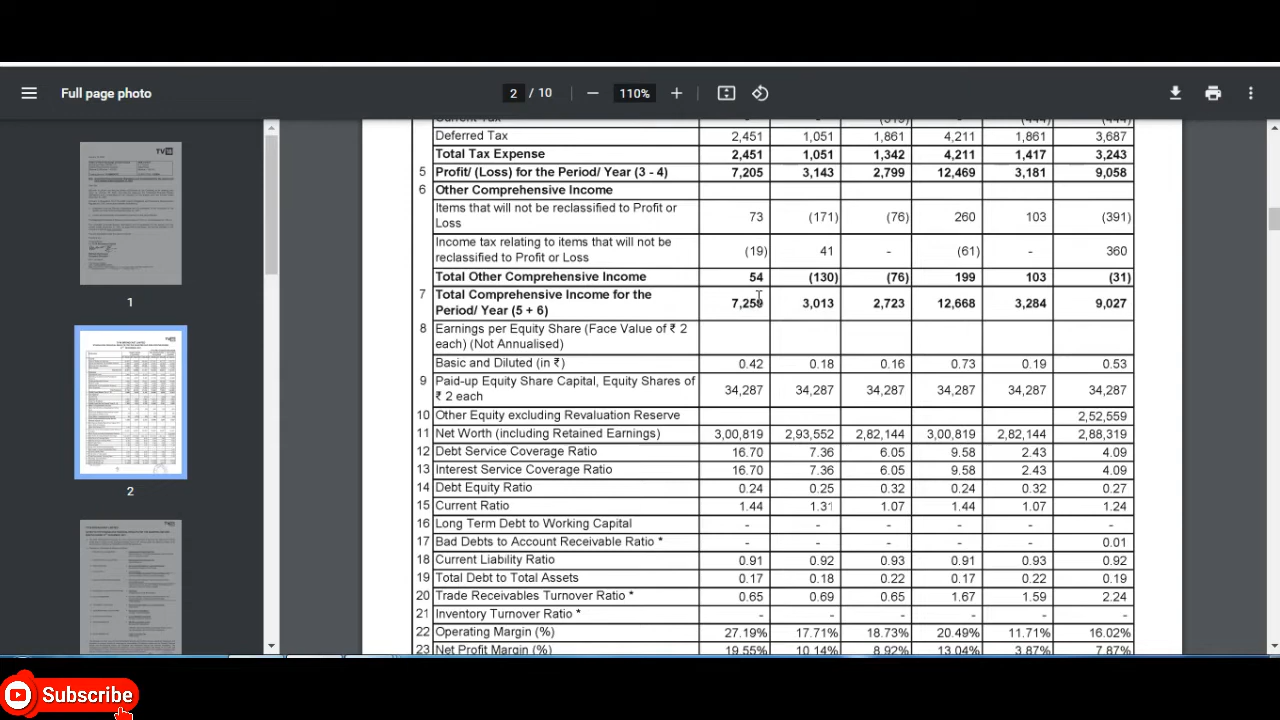 Full page photo
2 / 10
110%
TV18
1
2
Deferred Tax 2,451 1,051 1,861 4,211 1,861 3,687
Total Tax Expense 2,451 1,051 1,342 4,211 1,417 3,243
5 Profit/ (Loss) for the Period/ Year (3 - 4) 7,205 3,143 2,799 12,469 3,181 9,058
6 Other Comprehensive Income
Items that will not be reclassified to Profit or
Loss 73 (171) (76) 260 103 (391)
Income tax relating to items that will not be
reclassified to Profit or Loss (19) 41 - (61) - 360
Total Other Comprehensive Income 54 (130) (76) 199 103 (31)
7 Total Comprehensive Income for the
Period/ Year (5 + 6) 7,259 3,013 2,723 12,668 3,284 9,027
8 Earnings per Equity Share (Face Value of ₹ 2
each) (Not Annualised)
Basic and Diluted (in ₹) 0.42 0.18 0.16 0.73 0.19 0.53
9 Paid-up Equity Share Capital, Equity Shares of
₹ 2 each 34,287 34,287 34,287 34,287 34,287 34,287
10 Other Equity excluding Revaluation Reserve 2,52,559
11 Net Worth (including Retained Earnings) 3,00,819 2,93,552 2,82,144 3,00,819 2,82,144 2,88,319
12 Debt Service Coverage Ratio 16.70 7.36 6.05 9.58 2.43 4.09
13 Interest Service Coverage Ratio 16.70 7.36 6.05 9.58 2.43 4.09
14 Debt Equity Ratio 0.24 0.25 0.32 0.24 0.32 0.27
15 Current Ratio 1.44 1.31 1.07 1.44 1.07 1.24
16 Long Term Debt to Working Capital - - - - - -
17 Bad Debts to Account Receivable Ratio * - - - - - 0.01
18 Current Liability Ratio 0.91 0.92 0.93 0.91 0.93 0.92
19 Total Debt to Total Assets 0.17 0.18 0.22 0.17 0.22 0.19
20 Trade Receivables Turnover Ratio * 0.65 0.69 0.65 1.67 1.59 2.24
21 Inventory Turnover Ratio * - - - - - -
22 Operating Margin (%) 27.19% 17.71% 18.73% 20.49% 11.71% 16.02%
23 Net Profit Margin (%) 19.55% 10.14% 8.92% 13.04% 3.87% 7.87%
Subscribe